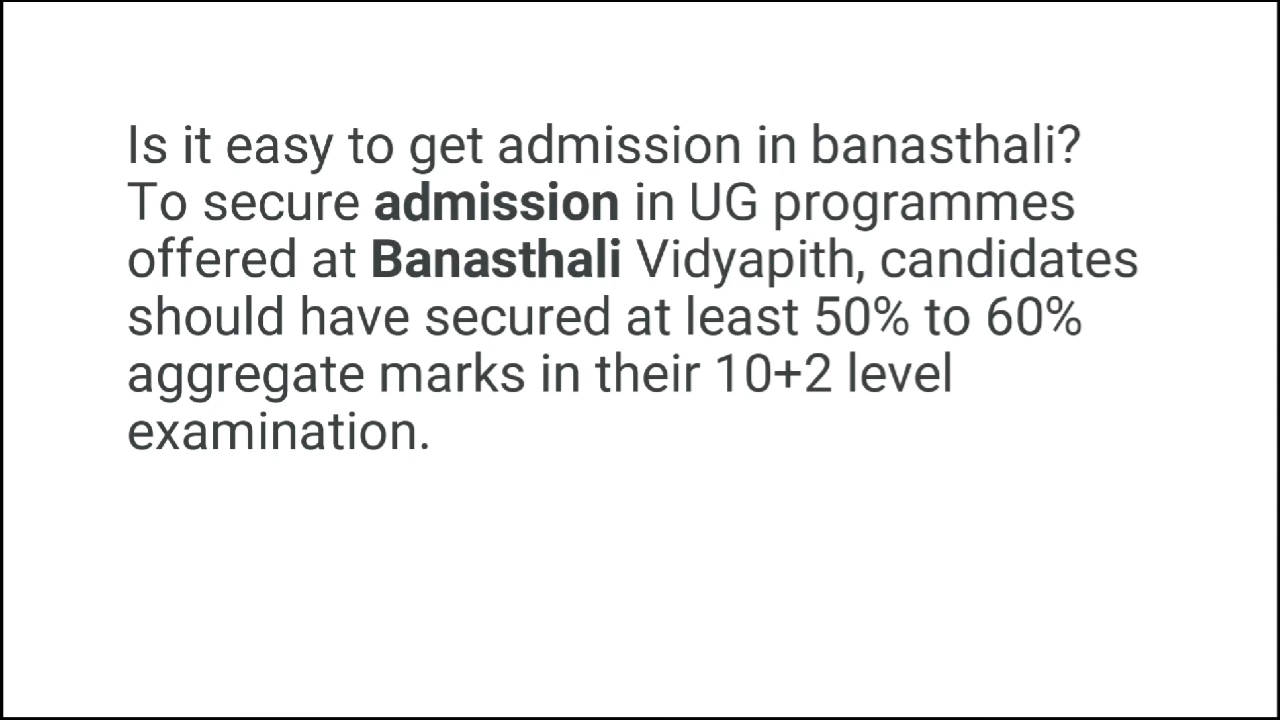 Is it easy to get admission in banasthali?
To secure admission in UG programmes
offered at Banasthali Vidyapith, candidates
should have secured at least 50% to 60%
aggregate marks in their 10+2 level
examination.